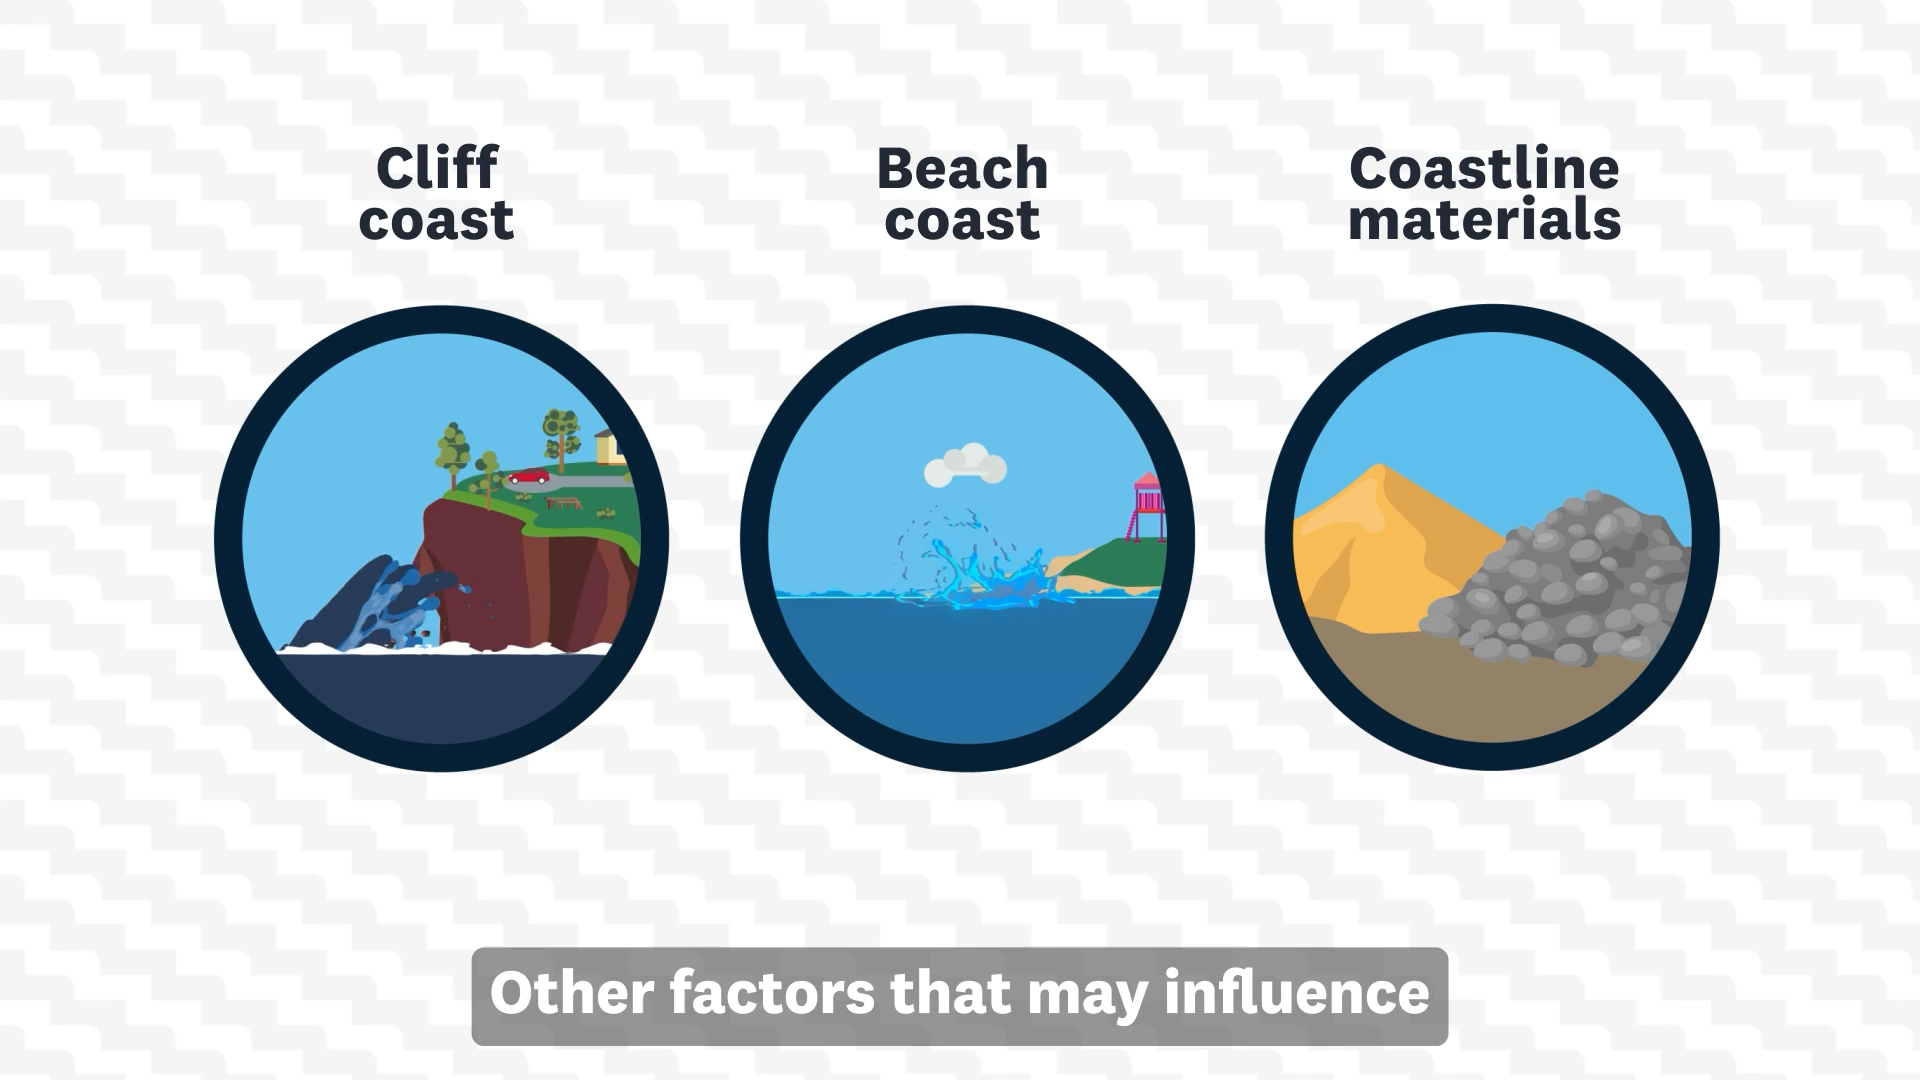 Cliff
coast
Beach
coast
Coastline
materials
Other factors that may influence